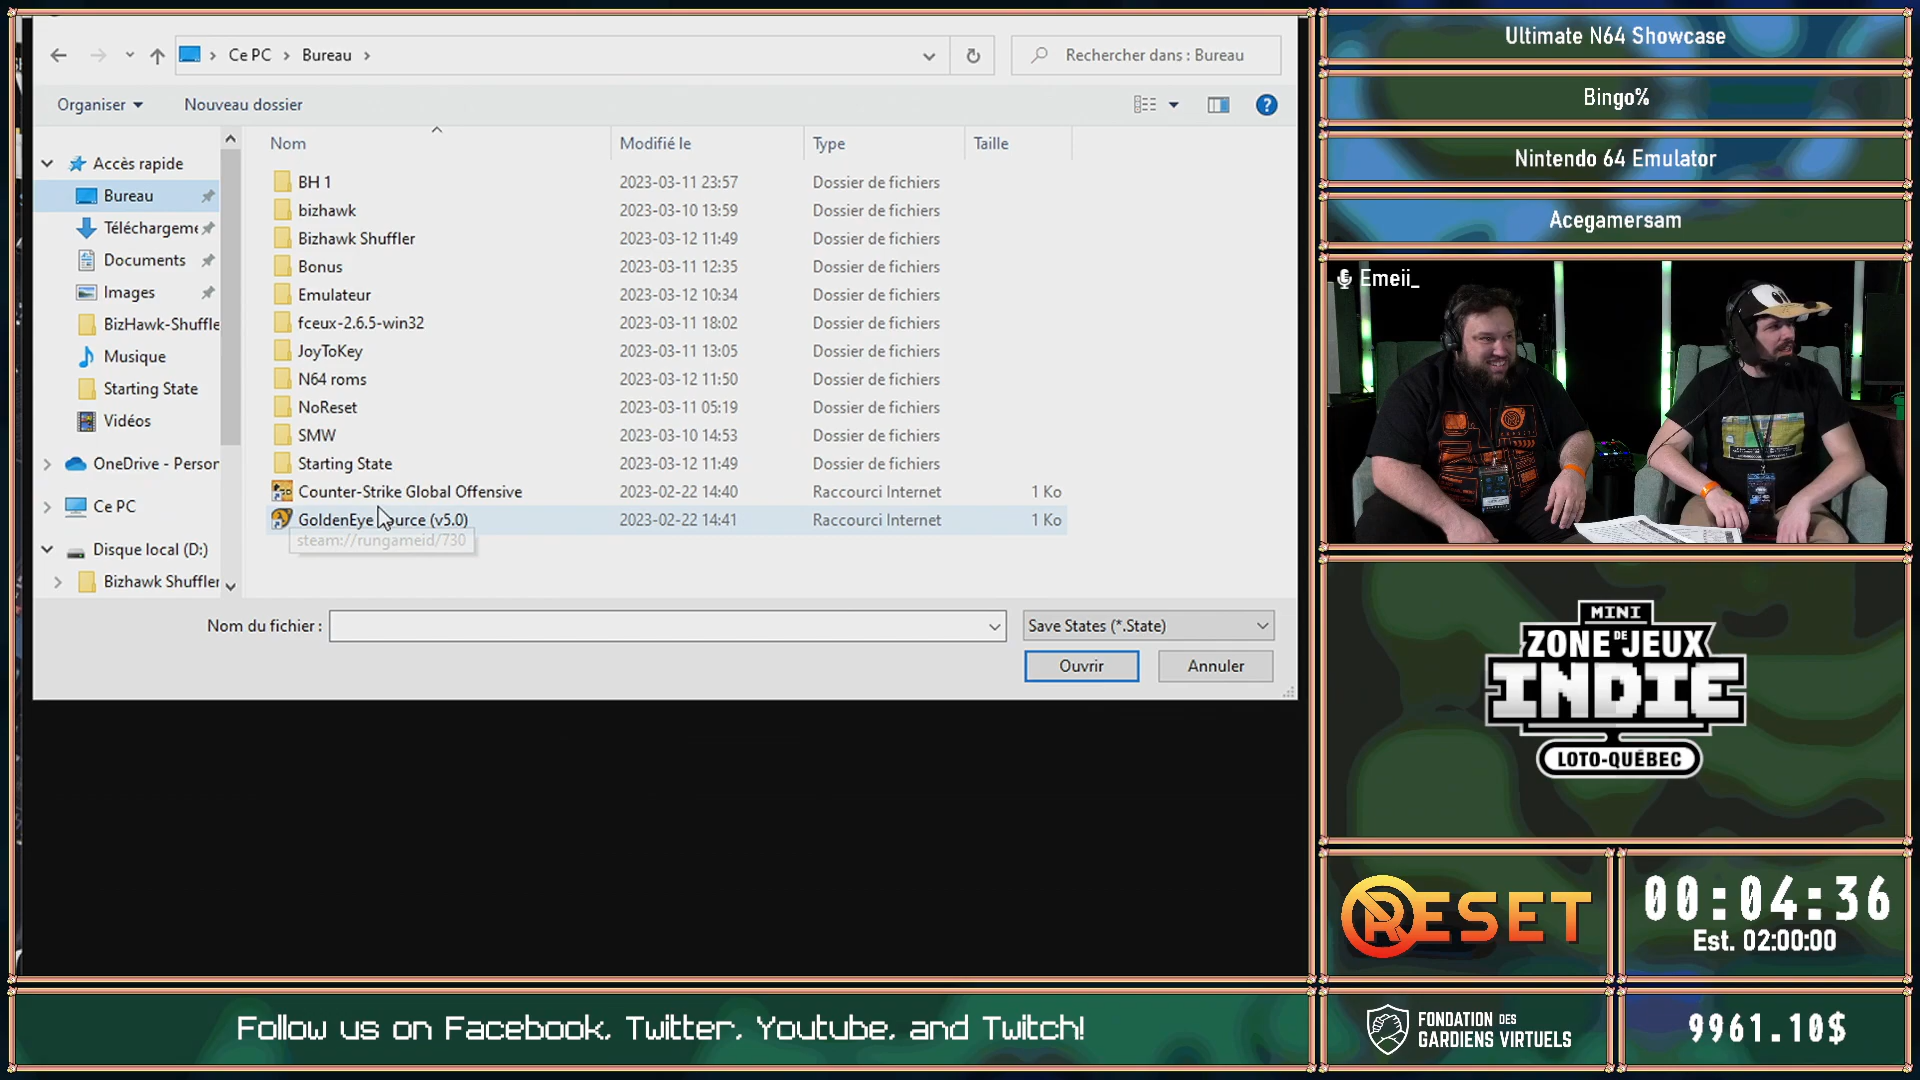 Ce PC > Bureau >
Rechercher dans : Bureau
Organiser
Nouveau dossier
?
Nom Modifié le Type Taille
Accès rapide
Bureau
Téléchargeme
Documents
Images
BizHawk-Shuffle
Musique
Starting State
Vidéos
OneDrive - Person
Ce PC
Disque local (D:)
Bizhawk Shuffler
BH 1 2023-03-11 23:57 Dossier de fichiers
bizhawk 2023-03-10 13:59 Dossier de fichiers
Bizhawk Shuffler 2023-03-12 11:49 Dossier de fichiers
Bonus 2023-03-11 12:35 Dossier de fichiers
Emulateur 2023-03-12 10:34 Dossier de fichiers
fceux-2.6.5-win32 2023-03-11 18:02 Dossier de fichiers
JoyToKey 2023-03-11 13:05 Dossier de fichiers
N64 roms 2023-03-12 11:50 Dossier de fichiers
NoReset 2023-03-11 05:19 Dossier de fichiers
SMW 2023-03-10 14:53 Dossier de fichiers
Starting State 2023-03-12 11:49 Dossier de fichiers
Counter-Strike Global Offensive 2023-02-22 14:40 Raccourci Internet 1 Ko
GoldenEye Source (v5.0) 2023-02-22 14:41 Raccourci Internet 1 Ko
steam://rungameid/730
Nom du fichier :
Save States (*.State)
Ouvrir
Annuler
Ultimate N64 Showcase
Bingo%
Nintendo 64 Emulator
Acegamersam
Emeii_
MINI
ZONE DE JEUX
INDIE
LOTO-QUÉBEC
RESET
00:04:36
Est. 02:00:00
Follow us on Facebook, Twitter, Youtube, and Twitch!
FONDATION DES
GARDIENS VIRTUELS
9961.10$